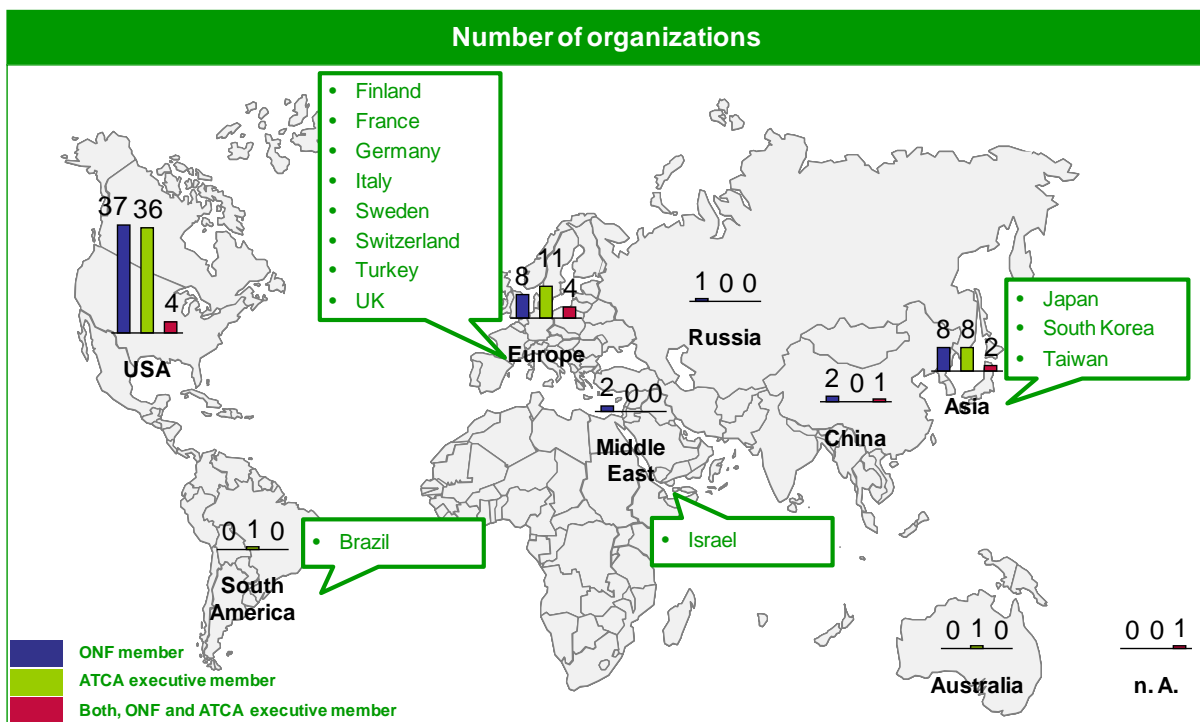 Number of organizations
• Finland
• France
• Germany
• Italy
• Sweden
• Switzerland
• Turkey
• UK
37 36 4
USA
8 11 4
Europe
1 0 0
Russia
• Japan
• South Korea
• Taiwan
8 8 2
Asia
2 0 1
China
2 0 0
Middle
East
• Israel
0 1 0
South
America
• Brazil
0 1 0
Australia
0 0 1
n. A.
ONF member
ATCA executive member
Both, ONF and ATCA executive member